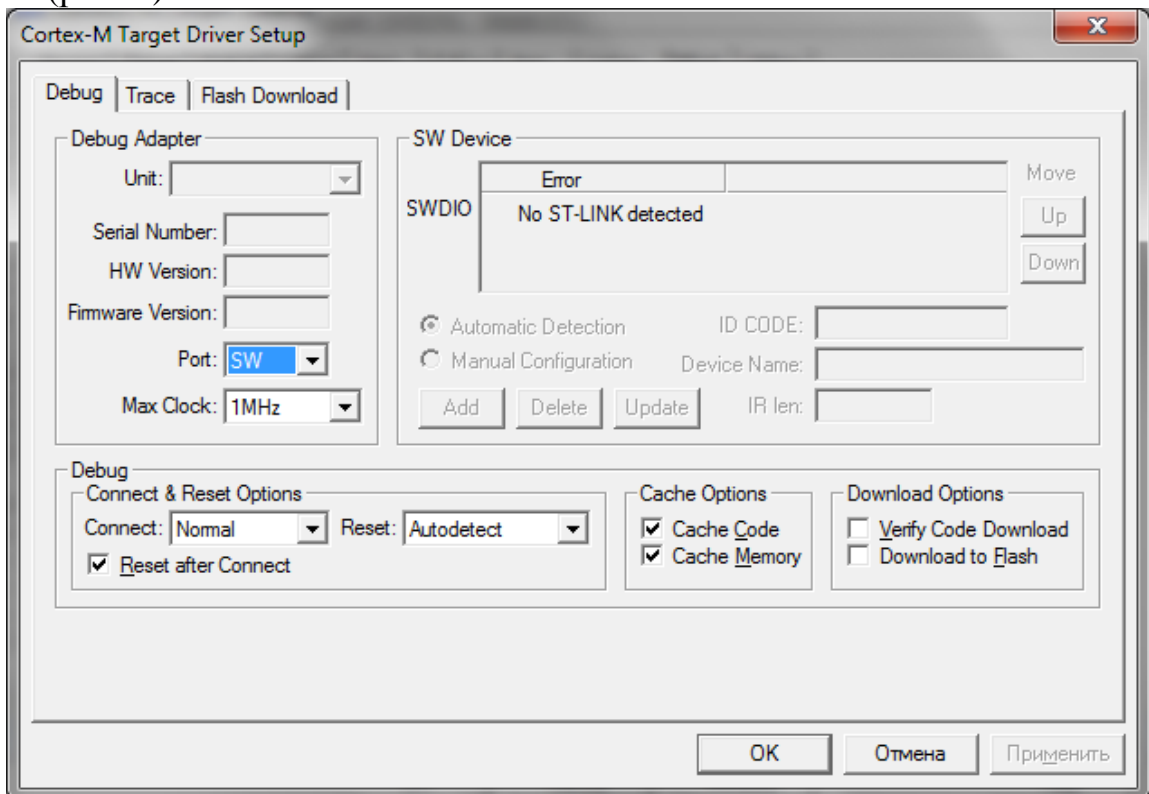 Cortex-M Target Driver Setup
Debug Trace Flash Download
Debug Adapter
Unit:
Serial Number:
HW Version:
Firmware Version:
Port: SW
Max Clock: 1MHz
SW Device
Error
SWDIO No ST-LINK detected
Move
Up
Down
Automatic Detection ID CODE:
Manual Configuration Device Name:
Add Delete Update IR len:
Debug
Connect & Reset Options
Connect: Normal Reset: Autodetect
Reset after Connect
Cache Options
Cache Code
Cache Memory
Download Options
Verify Code Download
Download to Flash
OK Отмена Применить